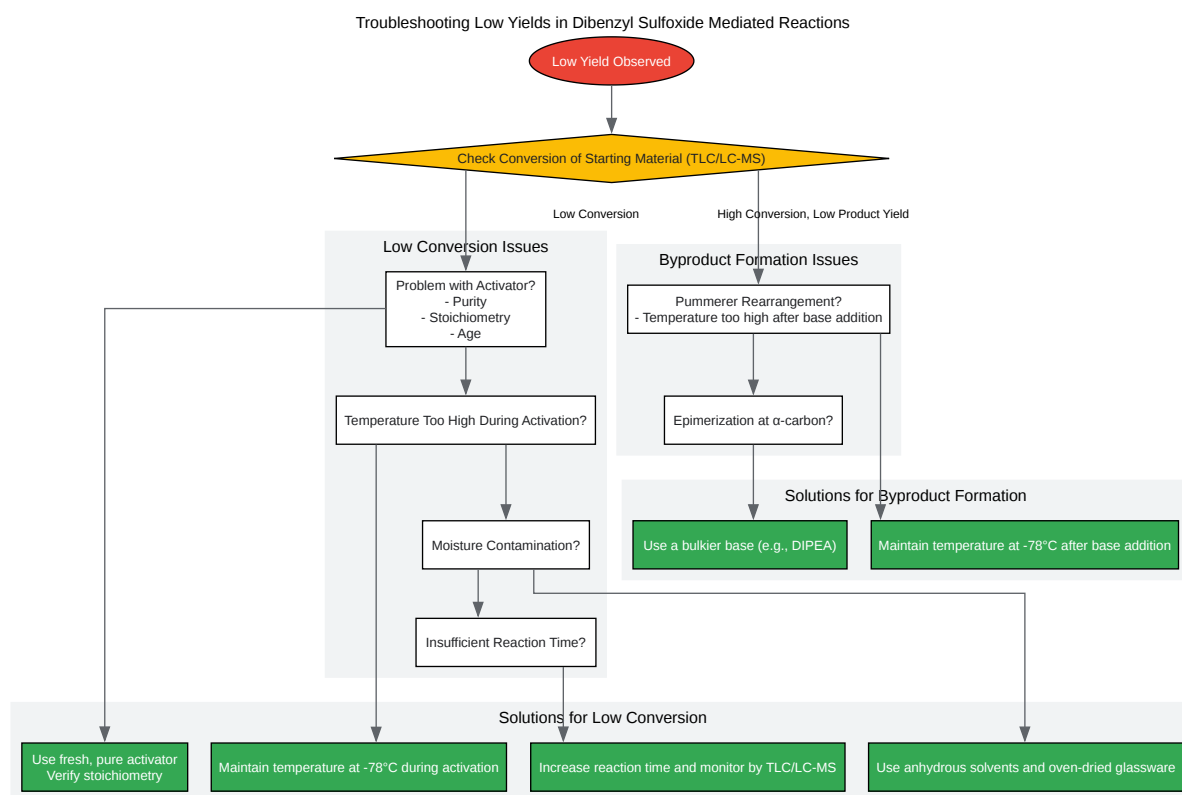 Troubleshooting Low Yields in Dibenzyl Sulfoxide Mediated Reactions
Low Yield Observed
Check Conversion of Starting Material (TLC/LC-MS)
Low Conversion
High Conversion, Low Product Yield
Low Conversion Issues
Problem with Activator?
- Purity
- Stoichiometry
- Age
Temperature Too High During Activation?
Moisture Contamination?
Insufficient Reaction Time?
Byproduct Formation Issues
Pummerer Rearrangement?
- Temperature too high after base addition
Epimerization at α-carbon?
Solutions for Byproduct Formation
Use a bulkier base (e.g., DIPEA)
Maintain temperature at -78°C after base addition
Solutions for Low Conversion
Use fresh, pure activator
Verify stoichiometry
Maintain temperature at -78°C during activation
Increase reaction time and monitor by TLC/LC-MS
Use anhydrous solvents and oven-dried glassware